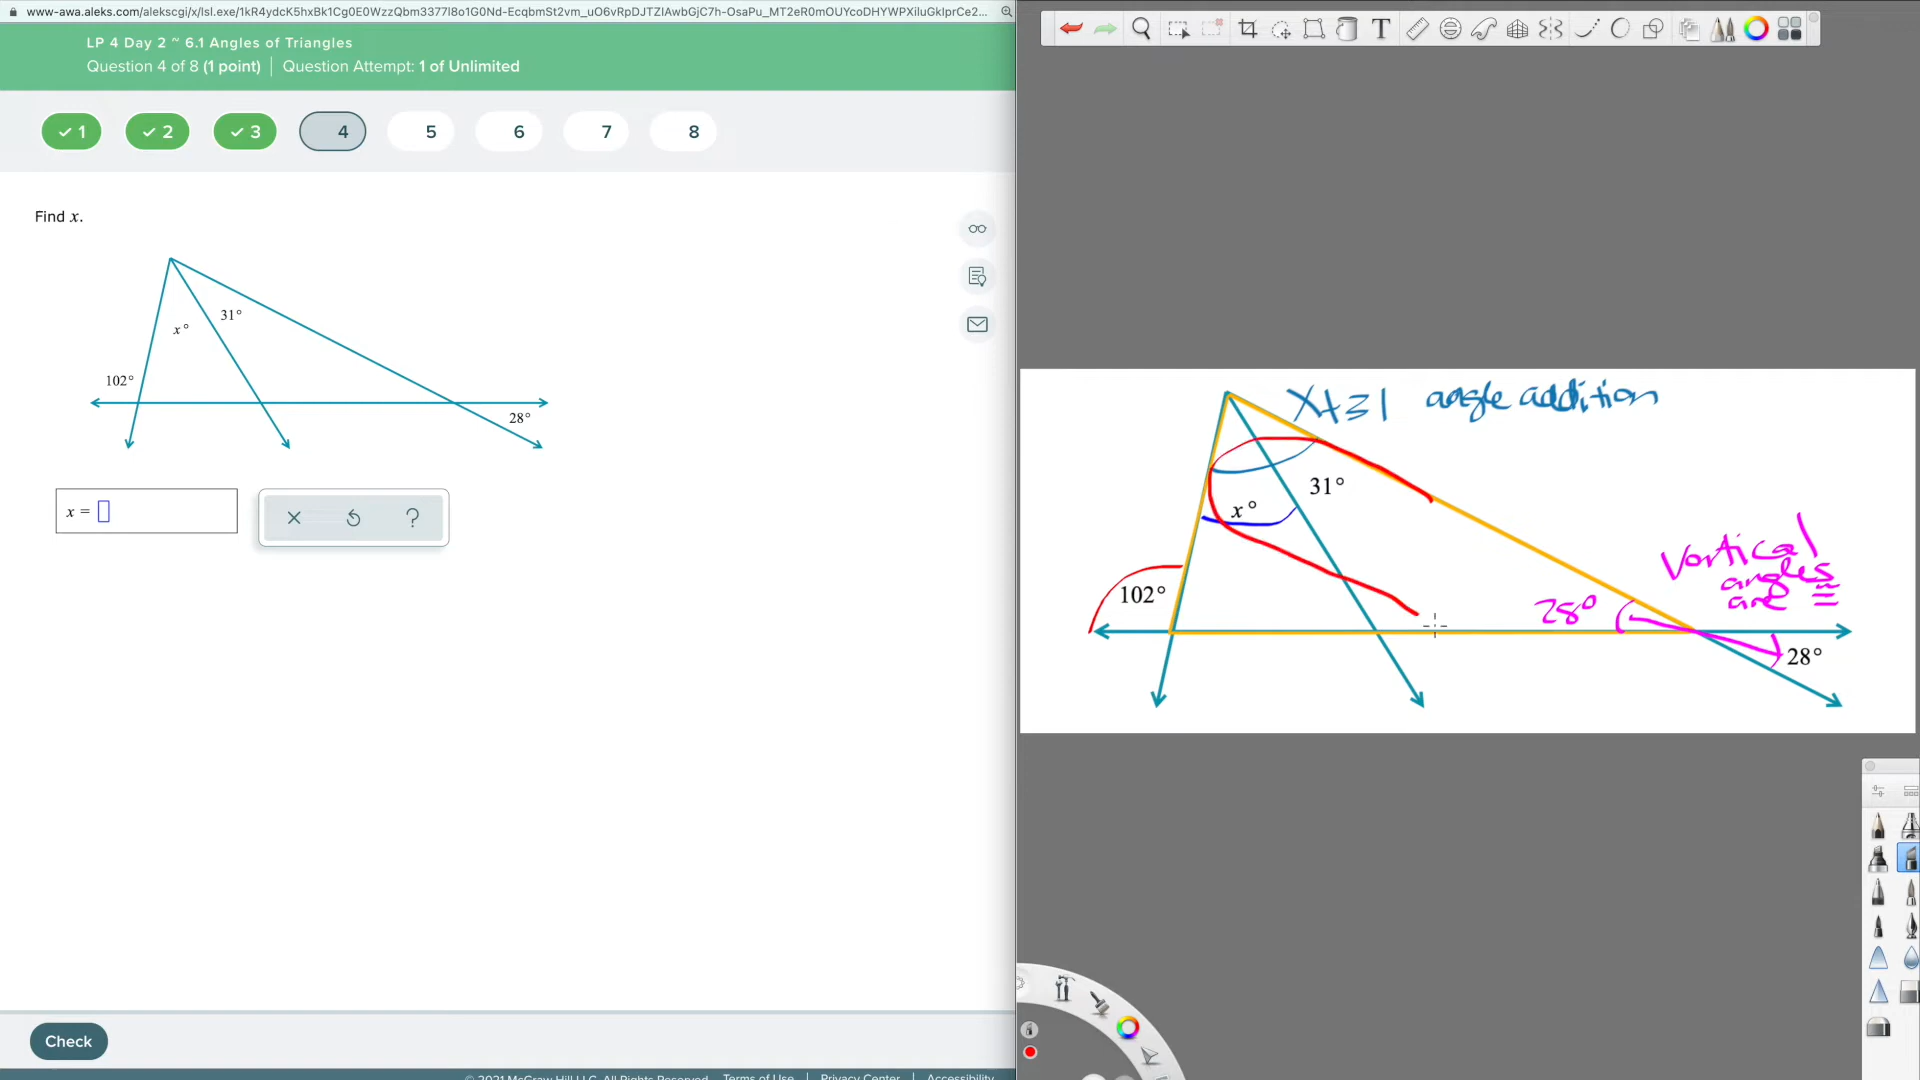 www-awa.aleks.com/alekscgi/x/Isl.exe/1kR4ydcK5hxBk1Cg0E0WzzQbm3377l8o1G0Nd-EcqbmSt2vm_uO6vRpDJTZIAwbGjC7h-OsaPu_MT2eR0mOUYcoDHYWPXiluGklprCe2...
LP 4 Day 2 ~ 6.1 Angles of Triangles
Question 4 of 8 (1 point) | Question Attempt: 1 of Unlimited
1 2 3 4 5 6 7 8
Find x.
31°
x°
102°
28°
x =
Check
© 2021 McGraw Hill LLC. All Rights Reserved. Terms of Use | Privacy Center | Accessibility
x+31 angle addition
31°
x°
Vertical
angles
are ≅
102°
28°
28°